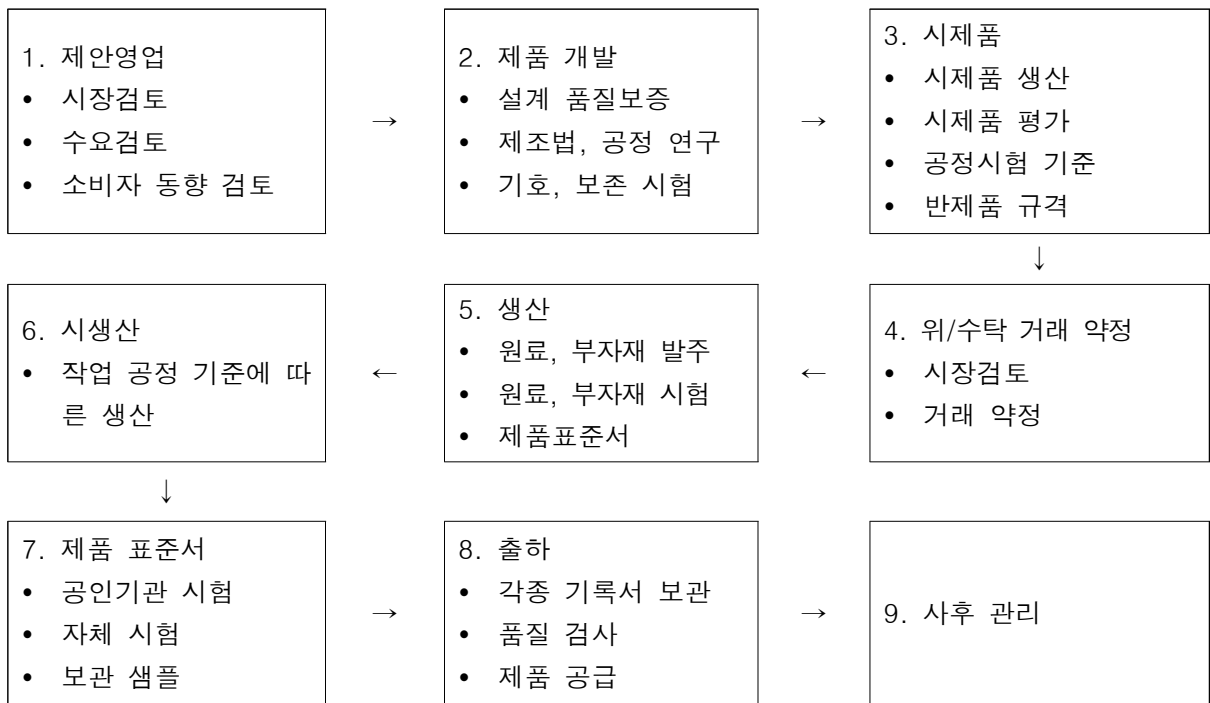 1. 제안영업
• 시장검토
• 수요검토
• 소비자 동향 검토
→
2. 제품 개발
• 설계 품질보증
• 제조법, 공정 연구
• 기호, 보존 시험
→
3. 시제품
• 시제품 생산
• 시제품 평가
• 공정시험 기준
• 반제품 규격
↓
4. 위/수탁 거래 약정
• 시장검토
• 거래 약정
←
5. 생산
• 원료, 부자재 발주
• 원료, 부자재 시험
• 제품표준서
←
6. 시생산
• 작업 공정 기준에 따
른 생산
↓
7. 제품 표준서
• 공인기관 시험
• 자체 시험
• 보관 샘플
→
8. 출하
• 각종 기록서 보관
• 품질 검사
• 제품 공급
→
9. 사후 관리